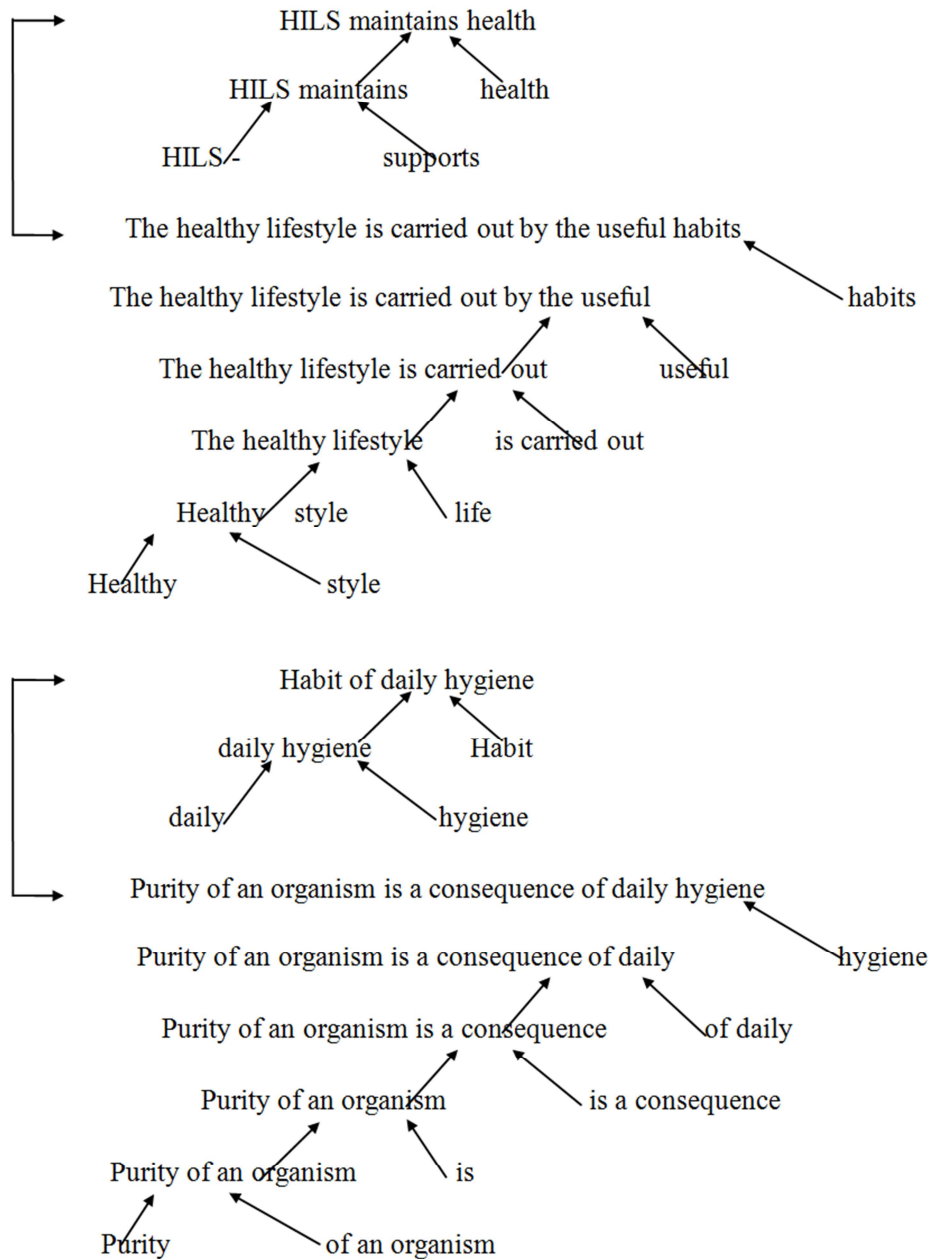 HILS maintains health
HILS maintains health
HILS - supports
The healthy lifestyle is carried out by the useful habits
The healthy lifestyle is carried out by the useful habits
The healthy lifestyle is carried out useful
The healthy lifestyle is carried out
Healthy style life
Healthy style
Habit of daily hygiene
daily hygiene Habit
daily hygiene
Purity of an organism is a consequence of daily hygiene
Purity of an organism is a consequence of daily hygiene
Purity of an organism is a consequence of daily
Purity of an organism is a consequence
Purity of an organism is
Purity of an organism